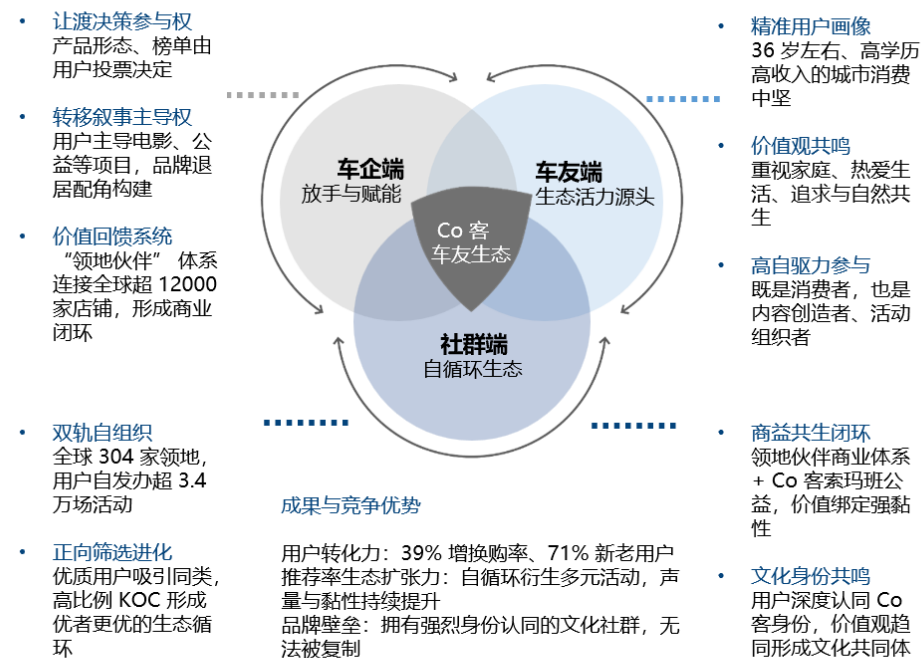 让渡决策参与权
产品形态、榜单由
用户投票决定
转移叙事主导权
用户主导电影、公
益等项目，品牌退
居配角构建
价值回馈系统
“领地伙伴” 体系
连接全球超 12000
家店铺，形成商业
闭环
车企端
放手与赋能
车友端
生态活力源头
Co 客
车友生态
社群端
自循环生态
精准用户画像
36 岁左右、高学历
高收入的城市消费
中坚
价值观共鸣
重视家庭、热爱生
活、追求与自然共
生
高自驱力参与
既是消费者，也是
内容创造者、活动
组织者
双轨自组织
全球 304 家领地，
用户自发办超 3.4
万场活动
正向筛选进化
优质用户吸引同类，
高比例 KOC 形成
优者更优的生态循
环
成果与竞争优势
用户转化力：39% 增换购率、71% 新老用户
推荐率生态扩张力：自循环衍生多元活动，声
量与黏性持续提升
品牌壁垒：拥有强烈身份认同的文化社群，无
法被复制
商益共生闭环
领地伙伴商业体系
+ Co 客索玛班公
益，价值绑定强黏
性
文化身份共鸣
用户深度认同 Co
客身份，价值观趋
同形成文化共同体